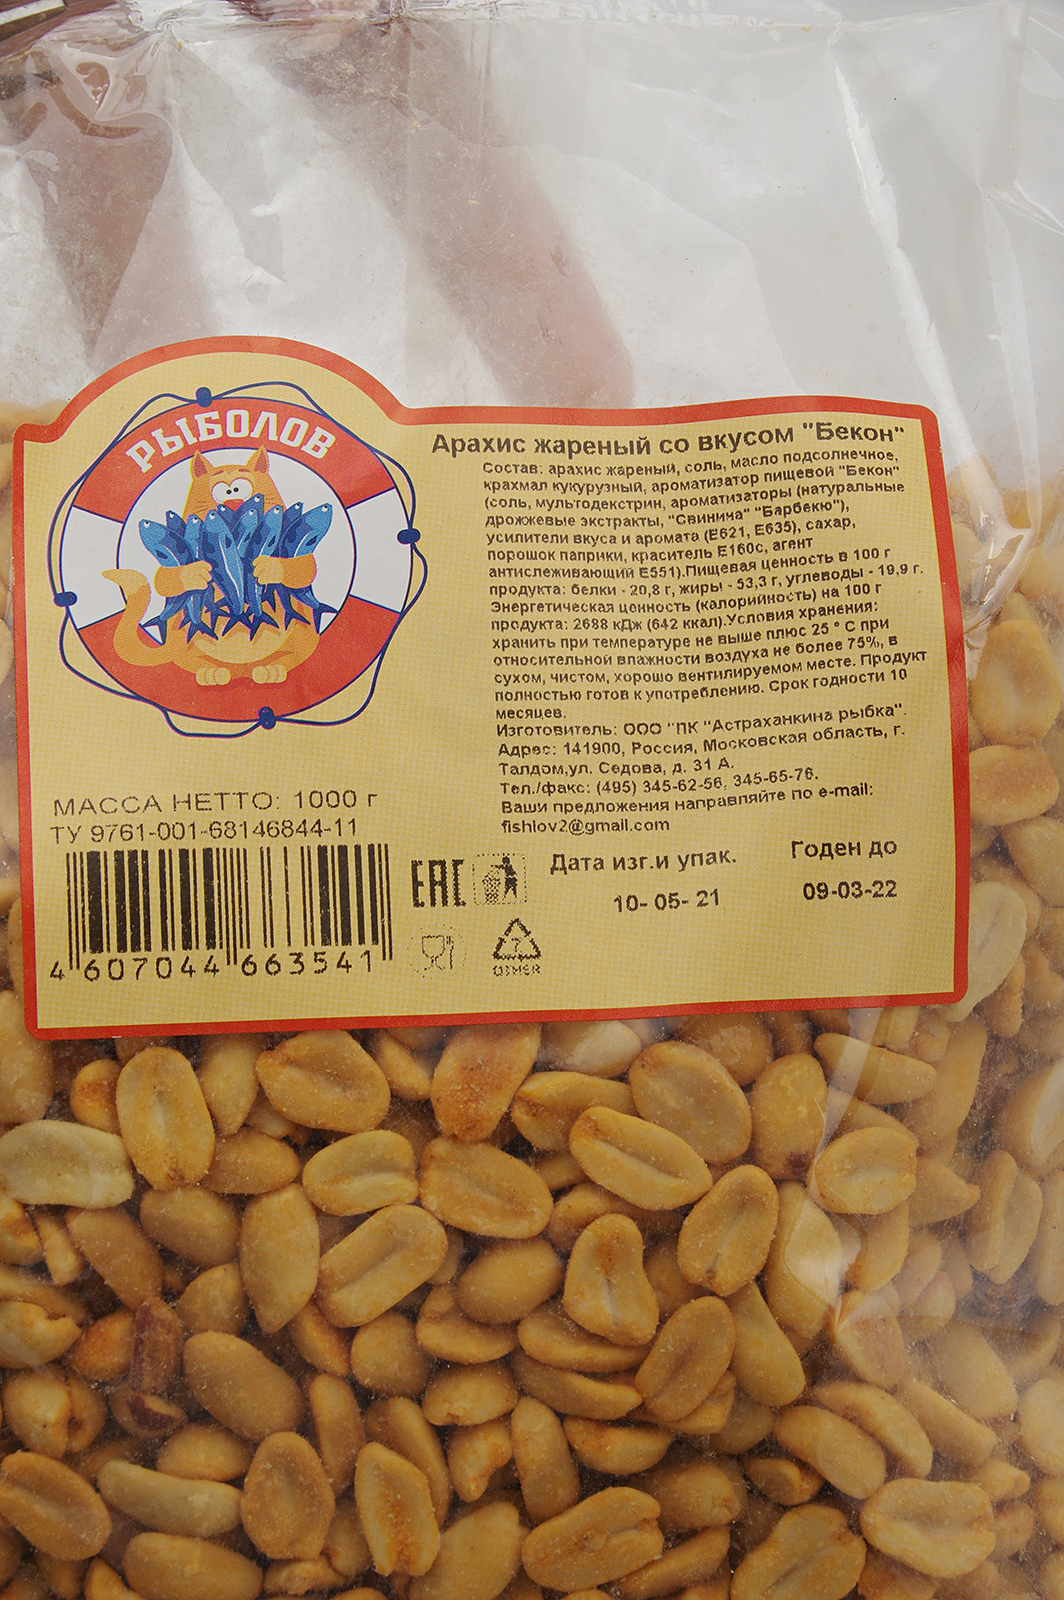 РЫБОЛОВ
Арахис жареный со вкусом "Бекон"
Состав: арахис жареный, соль, масло подсолнечное,
крахмал кукурузный, ароматизатор пищевой "Бекон"
(соль, мультодекстрин, ароматизаторы (натуральные
дрожжевые экстракты, "Свинина" "Барбекю"),
усилители вкуса и аромата (Е621, Е635), сахар,
порошок паприки, краситель Е160с, агент
антислеживающий Е551).Пищевая ценность в 100 г
продукта: белки - 20,8 г, жиры - 53,3 г, углеводы - 19,9 г.
Энергетическая ценность (калорийность) на 100 г
продукта: 2688 кДж (642 ккал).Условия хранения:
хранить при температуре не выше плюс 25 ° С при
относительной влажности воздуха не более 75%, в
сухом, чистом, хорошо вентилируемом месте. Продукт
полностью готов к употреблению. Срок годности 10
месяцев.
Изготовитель: ООО "ПК "Астраханкина рыбка".
Адрес: 141900, Россия, Московская область, г.
Талдом,ул. Седова, д. 31 А.
Тел./факс: (495) 345-62-56, 345-65-76.
Ваши предложения направляйте по e-mail:
fishlov2@gmail.com
МАССА НЕТТО: 1000 г
ТУ 9761-001-68146844-11
4 607044 663541
ЕАС
7
OTHER
Дата изг.и упак.
10- 05- 21
Годен до
09-03-22